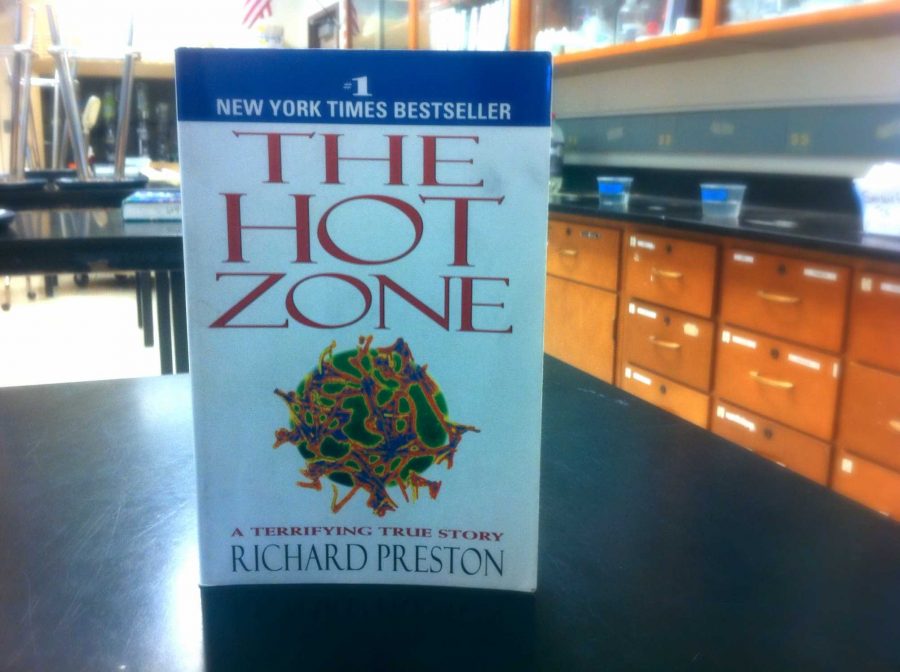 #1
NEW YORK TIMES BESTSELLER
THE
HOT
ZONE
A TERRIFYING TRUE STORY
RICHARD PRESTON